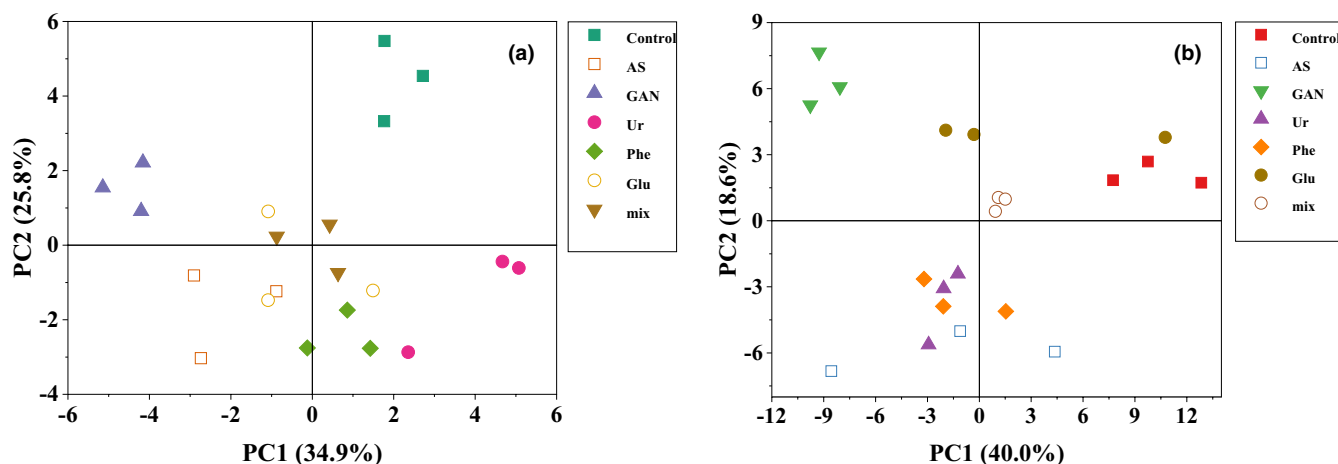 (a)
Control
AS
GAN
Ur
Phe
Glu
mix
PC2 (25.8%)
6
4
2
0
-2
-4
-6
-4
-2
0
2
4
6
PC1 (34.9%)
(b)
Control
AS
GAN
Ur
Phe
Glu
mix
PC2 (18.6%)
9
6
3
0
-3
-6
-12
-9
-6
-3
0
3
6
9
12
PC1 (40.0%)